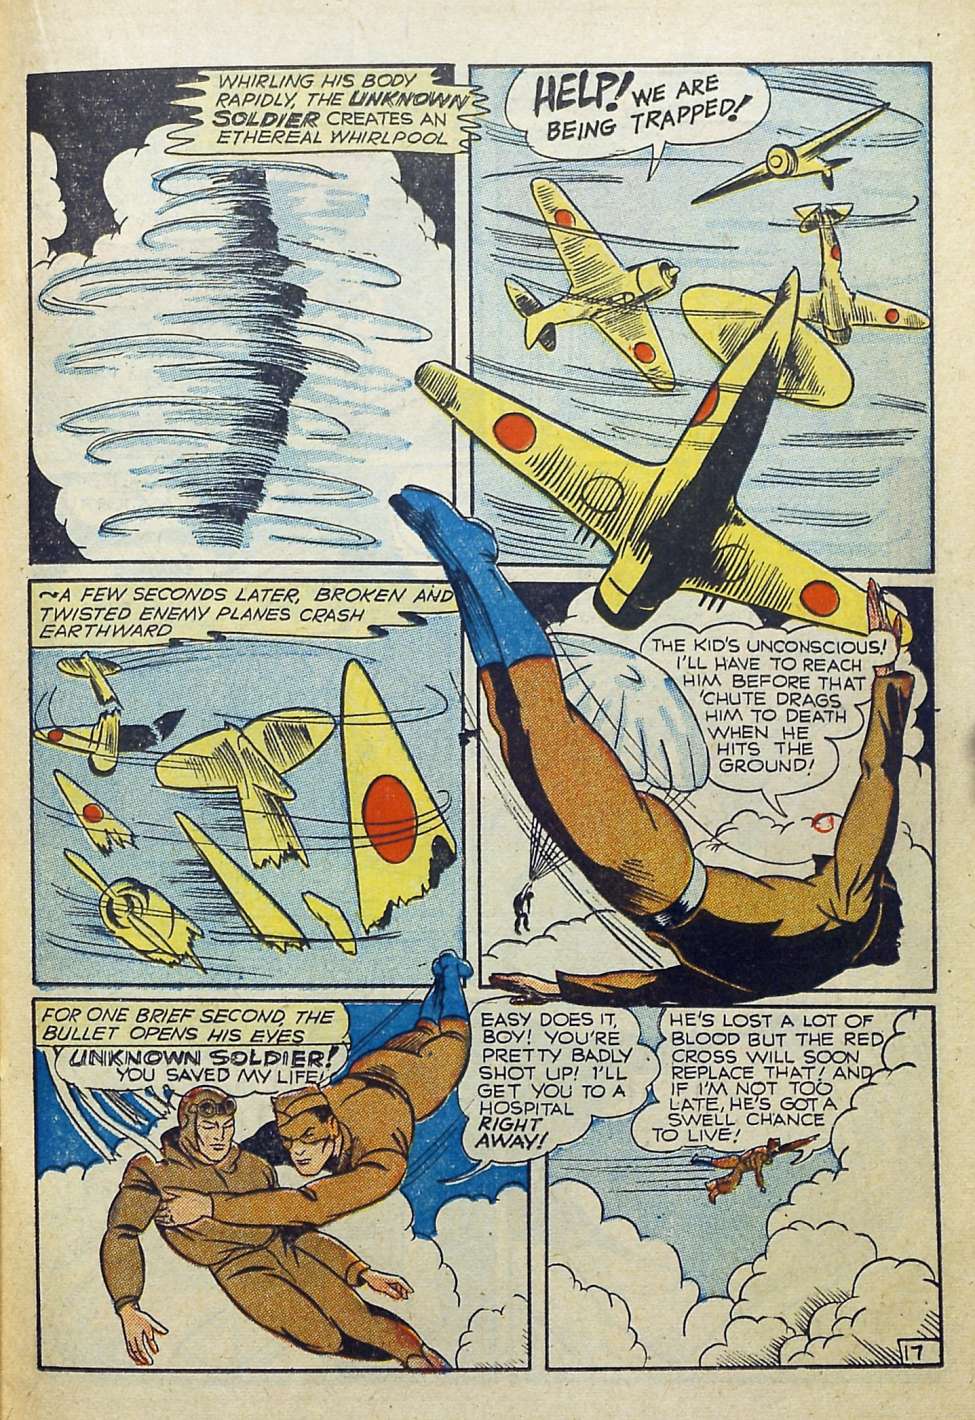 WHIRLING HIS BODY
RAPIDLY, THE UNKNOWN
SOLDIER CREATES AN
ETHEREAL WHIRLPOOL
HELP! WE ARE
BEING TRAPPED!
~A FEW SECONDS LATER, BROKEN AND
TWISTED ENEMY PLANES CRASH
EARTHWARD
THE KID'S UNCONSCIOUS!
I'LL HAVE TO REACH
HIM BEFORE THAT
'CHUTE DRAGS
HIM TO DEATH
WHEN HE
HITS THE
GROUND!
FOR ONE BRIEF SECOND, THE
BULLET OPENS HIS EYES
UNKNOWN SOLDIER!
YOU SAVED MY LIFE!
EASY DOES IT,
BOY! YOU'RE
PRETTY BADLY
SHOT UP! I'LL
GET YOU TO A
HOSPITAL
RIGHT
AWAY!
HE'S LOST A LOT OF
BLOOD BUT THE RED
CROSS WILL SOON
REPLACE THAT! AND
IF I'M NOT TOO
LATE, HE'S GOT A
SWELL CHANCE
TO LIVE!
17